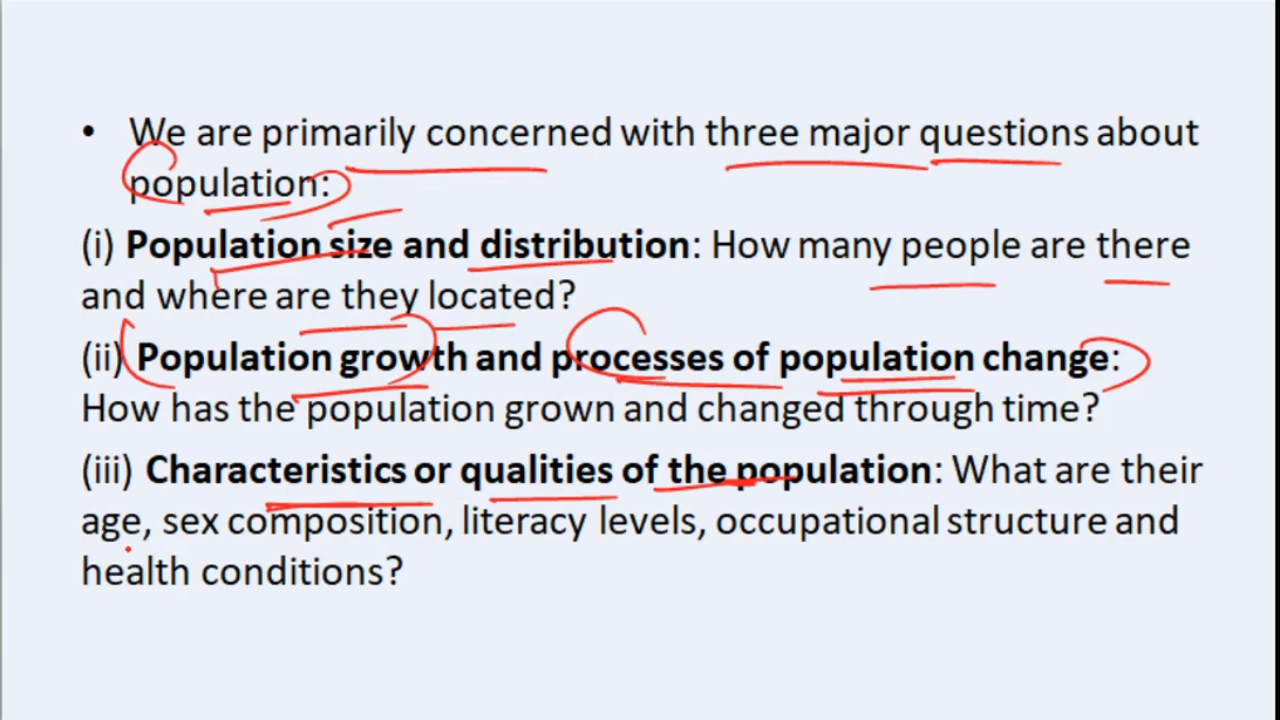 • We are primarily concerned with three major questions about
population:
(i) Population size and distribution: How many people are there
and where are they located?
(ii) Population growth and processes of population change:
How has the population grown and changed through time?
(iii) Characteristics or qualities of the population: What are their
age, sex composition, literacy levels, occupational structure and
health conditions?